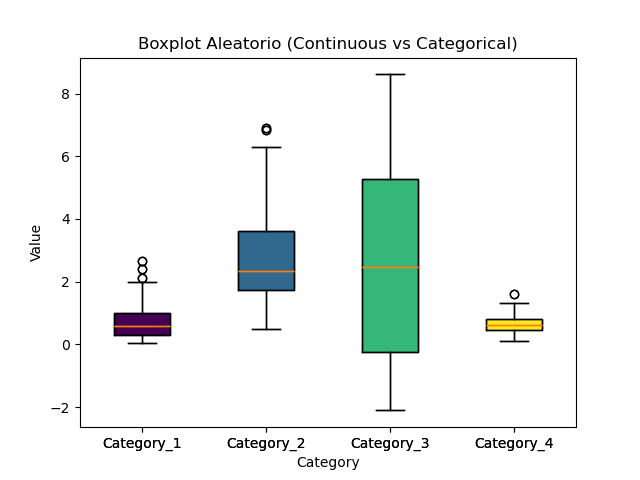 Boxplot Aleatorio (Continuous vs Categorical)
Value
8
6
4
2
0
−2
Category_1 Category_2 Category_3 Category_4
Category